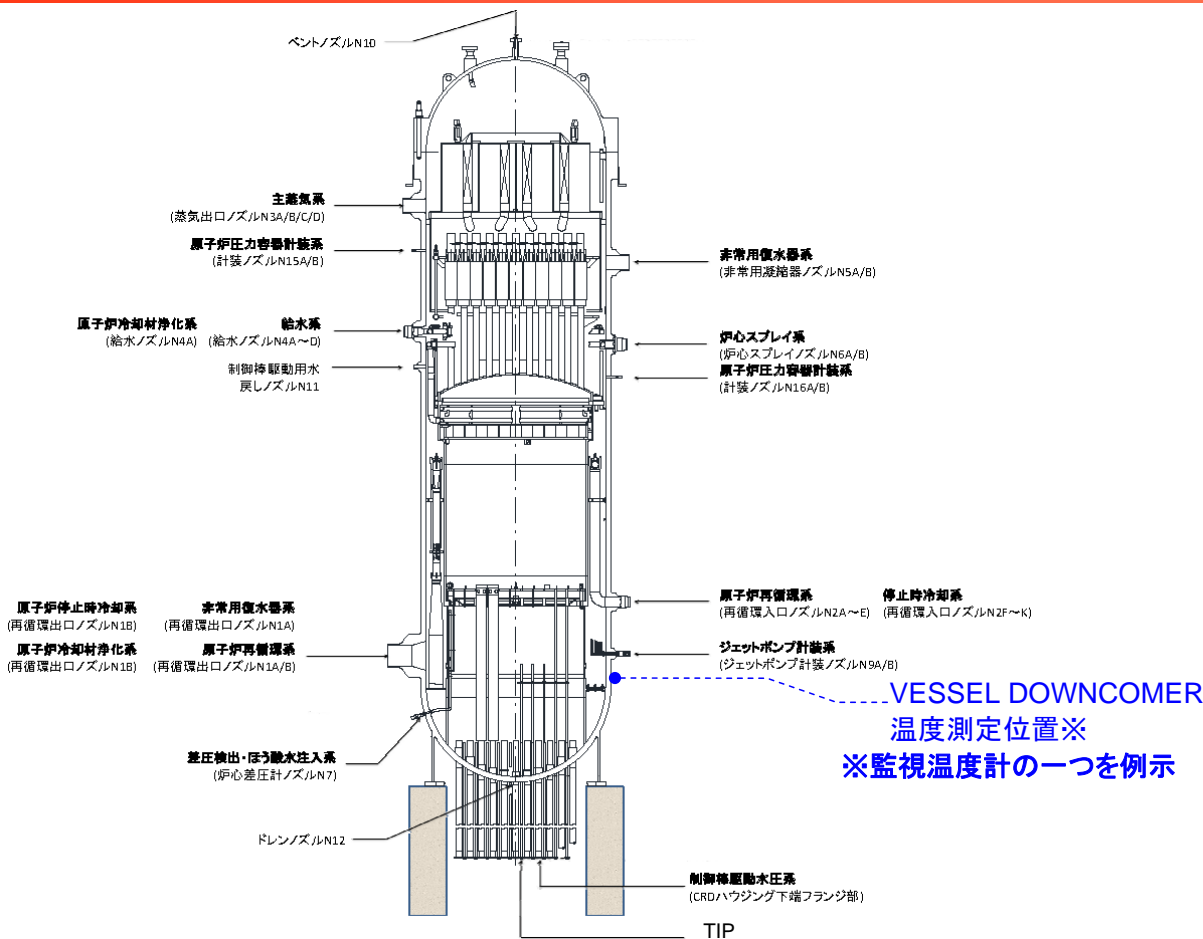 ベントノズルN10
主蒸気系
(蒸気出口ノズルN3A/B/C/D)
原子炉圧力容器計装系
(計装ノズルN15A/B)
非常用復水器系
(非常用凝縮器ノズルN5A/B)
原子炉冷却材浄化系 給水系
(給水ノズルN4A) (給水ノズルN4A～D)
炉心スプレイ系
(炉心スプレイノズルN6A/B)
制御棒駆動用水
戻しノズルN11
原子炉圧力容器計装系
(計装ノズルN16A/B)
原子炉停止時冷却系 非常用復水器系
(再循環出口ノズルN1B) (再循環出口ノズルN1A)
原子炉冷却材浄化系 原子炉再循環系
(再循環出口ノズルN1B) (再循環出口ノズルN1A/B)
原子炉再循環系 停止時冷却系
(再循環入口ノズルN2A～E) (再循環入口ノズルN2F～K)
ジェットポンプ計装系
(ジェットポンプ計装ノズルN9A/B)
VESSEL DOWNCOMER
温度測定位置※
※監視温度計の一つを例示
差圧検出・ほう酸水注入系
(炉心差圧計ノズルN7)
ドレンノズルN12
制御棒駆動水圧系
(CRDハウジング下端フランジ部)
TIP